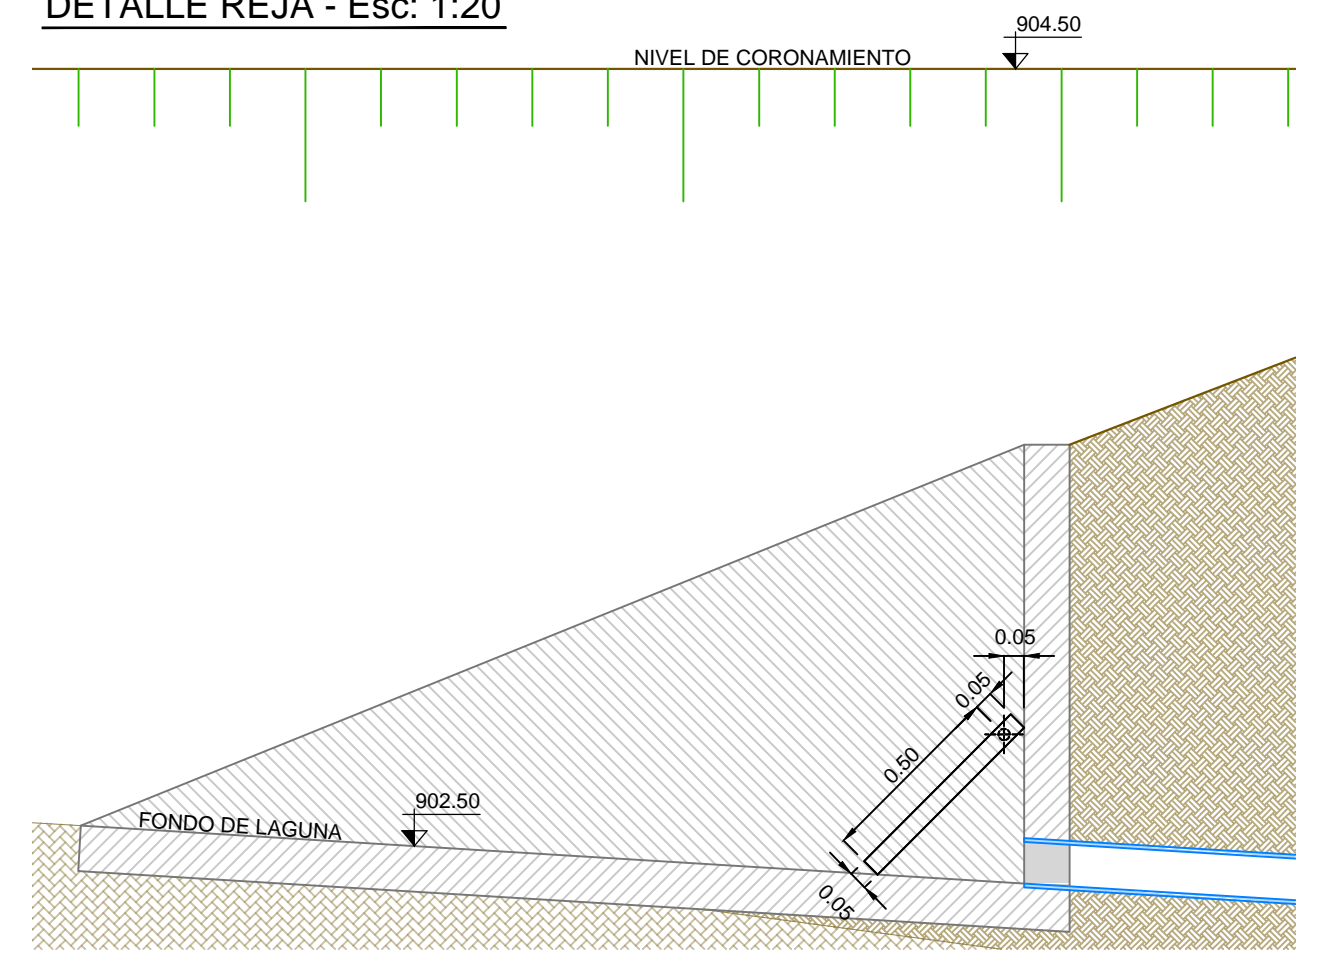 DETALLE REJA - Esc: 1:20
904.50
NIVEL DE CORONAMIENTO
0.05
0.05
0.50
902.50
FONDO DE LAGUNA
0.05